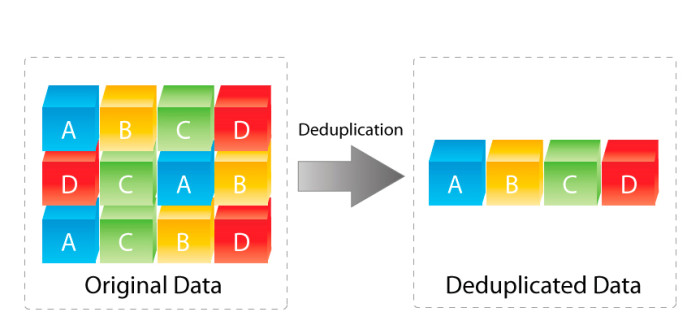 A B C D
D C A B
A C B D
Original Data
Deduplication
A B C D
Deduplicated Data